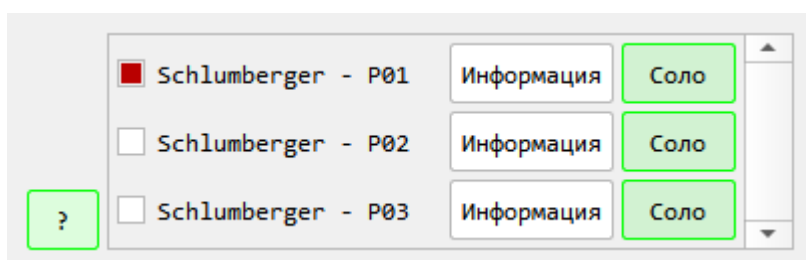 Schlumberger - P01 Информация Соло
Schlumberger - P02 Информация Соло
? Schlumberger - P03 Информация Соло